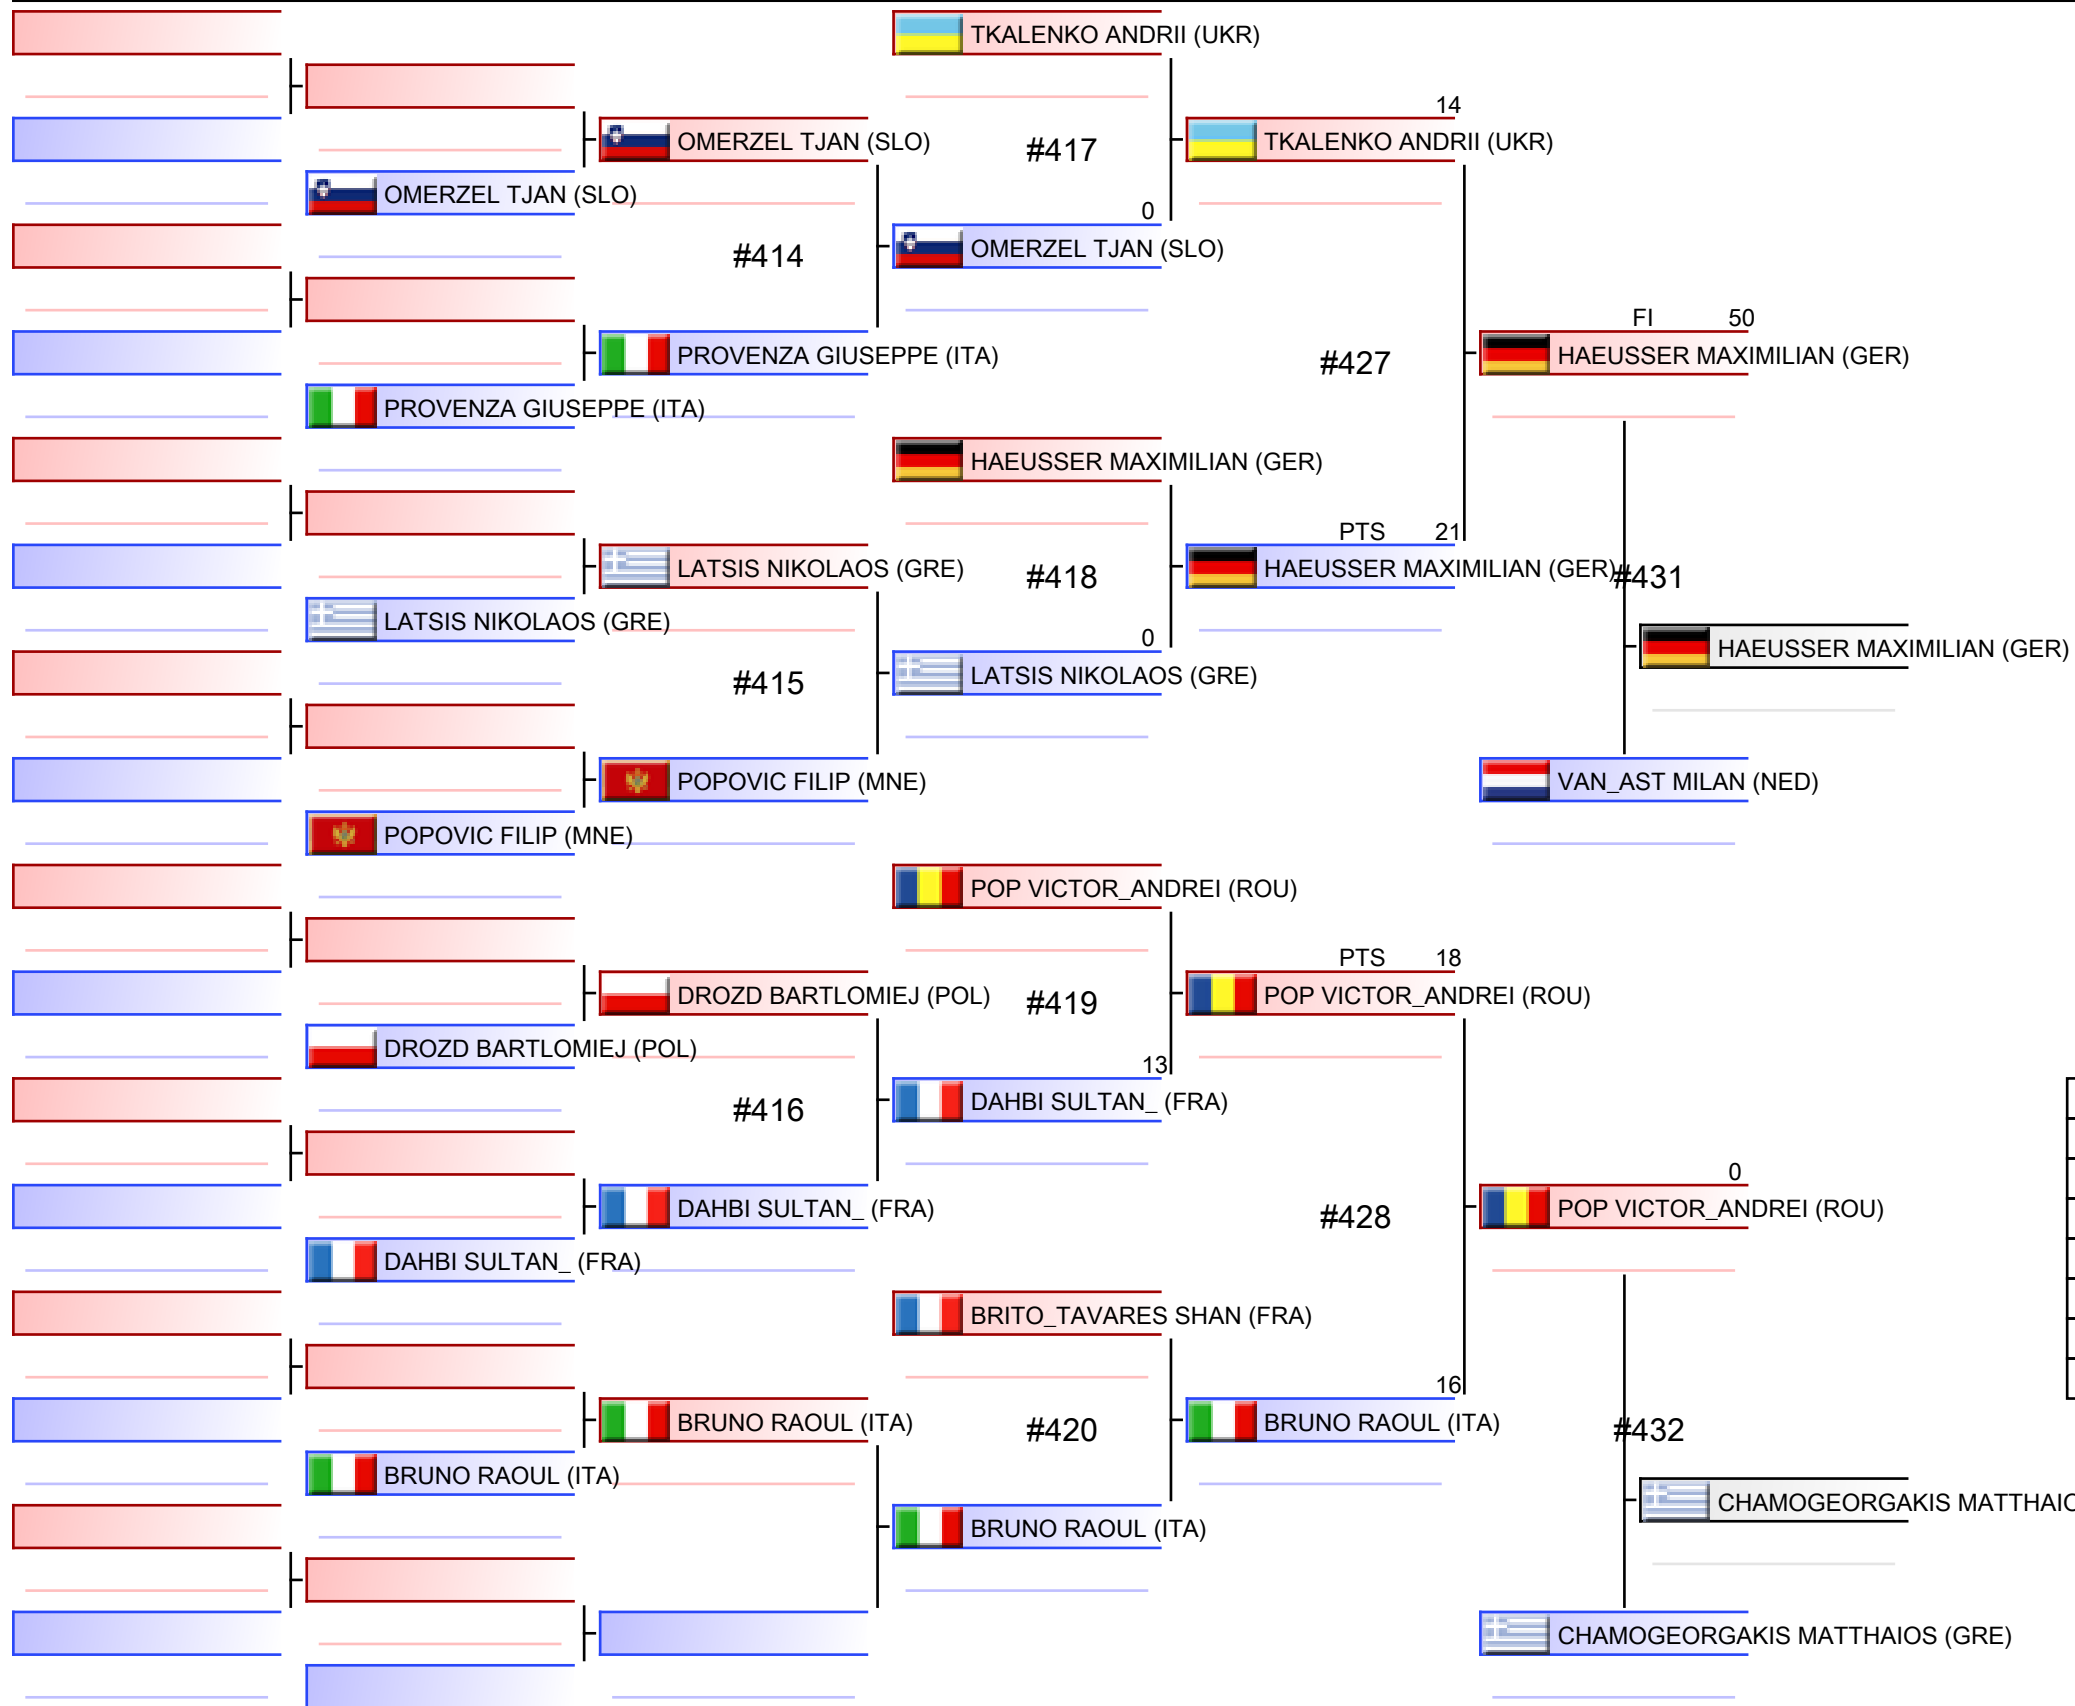 TKALENKO ANDRII (UKR)
14
OMERZEL TJAN (SLO)
#417
TKALENKO ANDRII (UKR)
OMERZEL TJAN (SLO)
0
#414
OMERZEL TJAN (SLO)
FI 50
PROVENZA GIUSEPPE (ITA)
#427
HAEUSSER MAXIMILIAN (GER)
PROVENZA GIUSEPPE (ITA)
HAEUSSER MAXIMILIAN (GER)
PTS 21
LATSIS NIKOLAOS (GRE)
#418
HAEUSSER MAXIMILIAN (GER)
#431
LATSIS NIKOLAOS (GRE)
0
HAEUSSER MAXIMILIAN (GER)
#415
LATSIS NIKOLAOS (GRE)
POPOVIC FILIP (MNE)
VAN_AST MILAN (NED)
POPOVIC FILIP (MNE)
POP VICTOR_ANDREI (ROU)
PTS 18
DROZD BARTLOMIEJ (POL)
#419
POP VICTOR_ANDREI (ROU)
DROZD BARTLOMIEJ (POL)
13
#416
DAHBI SULTAN_ (FRA)
0
DAHBI SULTAN_ (FRA)
#428
POP VICTOR_ANDREI (ROU)
DAHBI SULTAN_ (FRA)
BRITO_TAVARES SHAN (FRA)
16
BRUNO RAOUL (ITA)
#420
BRUNO RAOUL (ITA)
#432
BRUNO RAOUL (ITA)
CHAMOGEORGAKIS MATTHAIO
BRUNO RAOUL (ITA)
CHAMOGEORGAKIS MATTHAIOS (GRE)